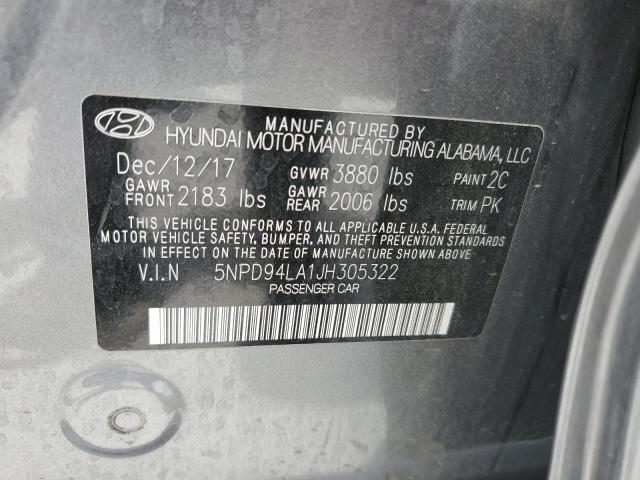 MANUFACTURED BY
HYUNDAI MOTOR MANUFACTURING ALABAMA, LLC
Dec/12/17 GVWR 3880 lbs PAINT 2C
GAWR FRONT 2183 lbs GAWR REAR 2006 lbs TRIM PK
THIS VEHICLE CONFORMS TO ALL APPLICABLE U.S.A. FEDERAL
MOTOR VEHICLE SAFETY, BUMPER, AND THEFT PREVENTION
STANDARDS IN EFFECT ON THE DATE OF MANUFACTURE SHOWN ABOVE.
V.I.N 5NPD94LA1JH305322
PASSENGER CAR